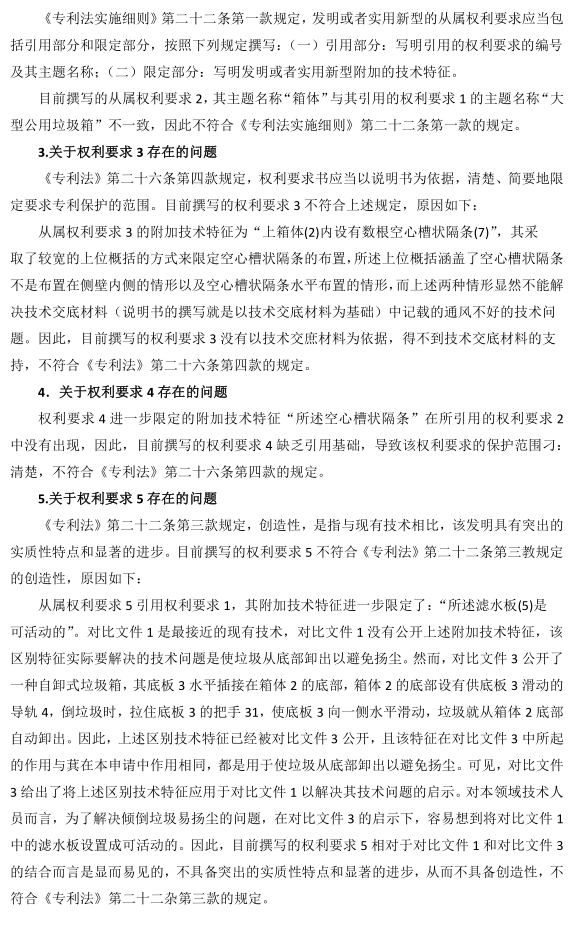 《专利法实施细则》第二十二条第一款规定，发明或者实用新型的从属权利要求应当包
括引用部分和限定部分，按照下列规定撰写：（一）引用部分：写明引用的权利要求的编号
及其主题名称；（二）限定部分：写明发明或者实用新型附加的技术特征。
目前撰写的从属权利要求 2，其主题名称“箱体”与其引用的权利要求 1 的主题名称“大
型公用垃圾箱”不一致，因此不符合《专利法实施细则》第二十二条第一款的规定。
3.关于权利要求 3 存在的问题
《专利法》第二十六条第四款规定，权利要求书应当以说明书为依据，清楚、简要地限
定要求专利保护的范围。目前撰写的权利要求 3 不符合上述规定，原因如下：
从属权利要求 3 的附加技术特征为“上箱体(2)内设有数根空心槽状隔条(7)”，其采
取了较宽的上位概括的方式来限定空心槽状隔条的布置，所述上位概括涵盖了空心槽状隔条
不是布置在侧壁内侧的情形以及空心槽状隔条水平布置的情形，而上述两种情形显然不能解
决技术交底材料（说明书的撰写就是以技术交底材料为基础）中记载的通风不好的技术问
题。因此，目前撰写的权利要求 3 没有以技术交庶材料为依据，得不到技术交底材料的支
持，不符合《专利法》第二十六条第四款的规定。
4．关于权利要求 4 存在的问题
权利要求 4 进一步限定的附加技术特征“所述空心槽状隔条”在所引用的权利要求 2
中没有出现，因此，目前撰写的权利要求 4 缺乏引用基础，导致该权利要求的保护范围刁：
清楚，不符合《专利法》第二十六条第四款的规定。
5.关于权利要求 5 存在的问题
《专利法》第二十二条第三款规定，创造性，是指与现有技术相比，该发明具有突出的
实质性特点和显著的进步。目前撰写的权利要求 5 不符合《专利法》第二十二条第三教规定
的创造性，原因如下：
从属权利要求 5 引用权利要求 1，其附加技术特征进一步限定了：“所述滤水板(5)是
可活动的”。对比文件 1 是最接近的现有技术，对比文件 1 没有公开上述附加技术特征，该
区别特征实际要解决的技术问题是使垃圾从底部卸出以避免扬尘。然而，对比文件 3 公开了
一种自卸式垃圾箱，其底板 3 水平插接在箱体 2 的底部，箱体 2 的底部设有供底板 3 滑动的
导轨 4，倒垃圾时，拉住底板 3 的把手 31，使底板 3 向一侧水平滑动，垃圾就从箱体 2 底部
自动卸出。因此，上述区别技术特征已经被对比文件 3 公开，且该特征在对比文件 3 中所起
的作用与萁在本申请中作用相同，都是用于使垃圾从底部卸出以避免扬尘。可见，对比文件
3 给出了将上述区别技术特征应用于对比文件 1 以解决其技术问题的启示。对本领域技术人
员而言，为了解决倾倒垃圾易扬尘的问题，在对比文件 3 的启示下，容易想到将对比文件 1
中的滤水板设置成可活动的。因此，目前撰写的权利要求 5 相对于对比文件 1 和对比文件 3
的结合而言是显而易见的，不具备突出的实质性特点和显著的进步，从而不具备创造性，不
符合《专利法》第二十二杂第三款的规定。